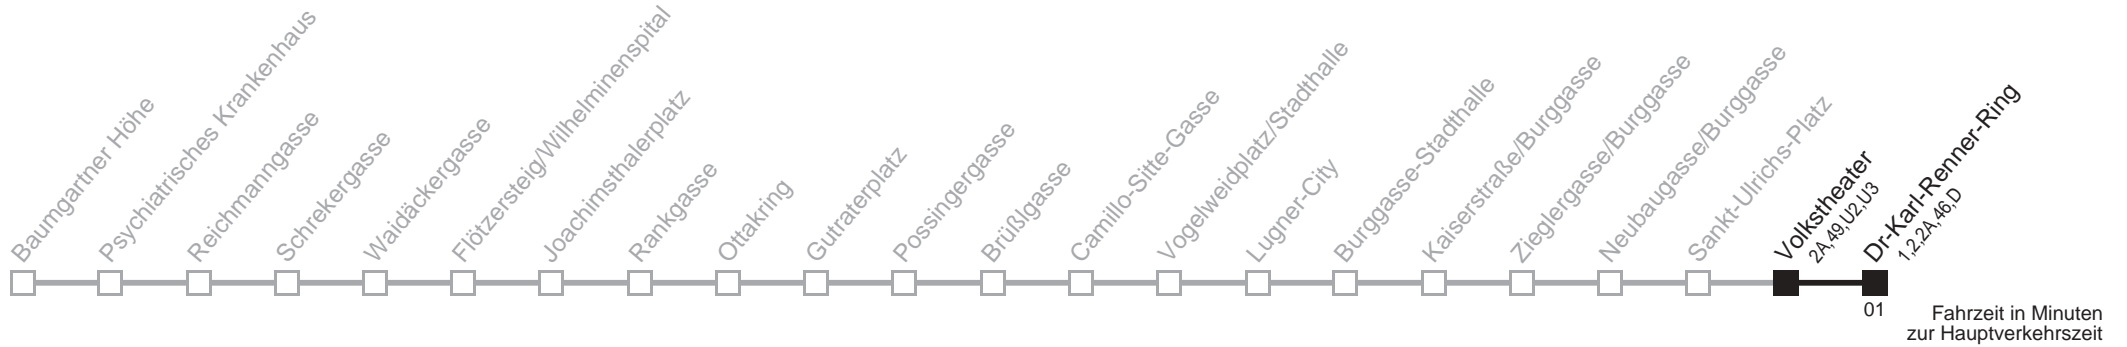 Baumgartner Höhe
Psychiatrisches Krankenhaus
Reichmanngasse
Schrekergasse
Waidäckergasse
Flötzersteig/Wilhelminenspital
Joachimsthalerplatz
Rankgasse
Ottakring
Gutraterplatz
Possingergasse
Brüßlgasse
Camillo-Sitte-Gasse
Vogelweidplatz/Stadthalle
Lugner-City
Burggasse-Stadthalle
Kaiserstraße/Burggasse
Zieglergasse/Burggasse
Neubaugasse/Burggasse
Sankt-Ulrichs-Platz
Volkstheater
2A,49,U2,U3
Dr-Karl-Renner-Ring
1,2,2A,46,D
01
Fahrzeit in Minuten
zur Hauptverkehrszeit